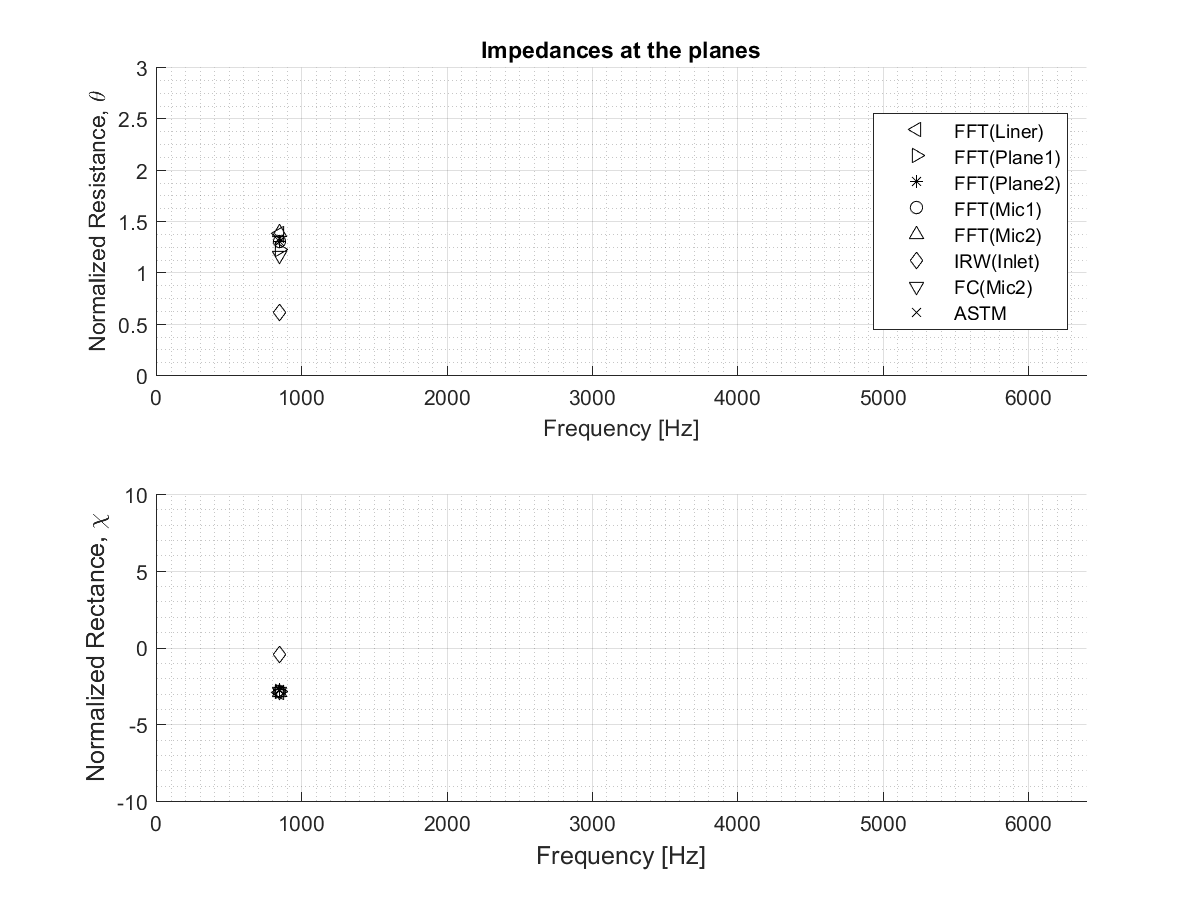 Impedances at the planes
Normalized Resistance, θ
3
2.5
2
1.5
1
0.5
0
0 1000 2000 3000 4000 5000 6000
Frequency [Hz]
FFT(Liner)
FFT(Plane1)
FFT(Plane2)
FFT(Mic1)
FFT(Mic2)
IRW(Inlet)
FC(Mic2)
ASTM
Normalized Rectance, χ
10
5
0
-5
-10
0 1000 2000 3000 4000 5000 6000
Frequency [Hz]